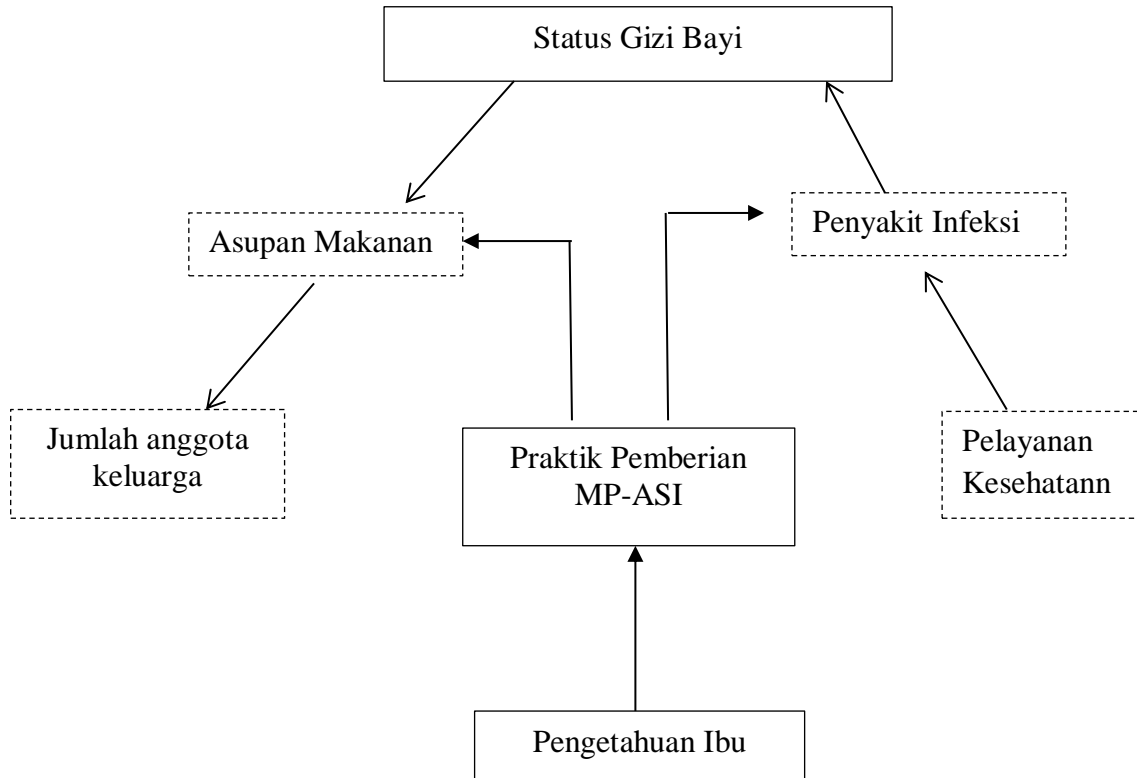 Status Gizi Bayi
Asupan Makanan
Penyakit Infeksi
Jumlah anggota
keluarga
Praktik Pemberian
MP-ASI
Pelayanan
Kesehatann
Pengetahuan Ibu